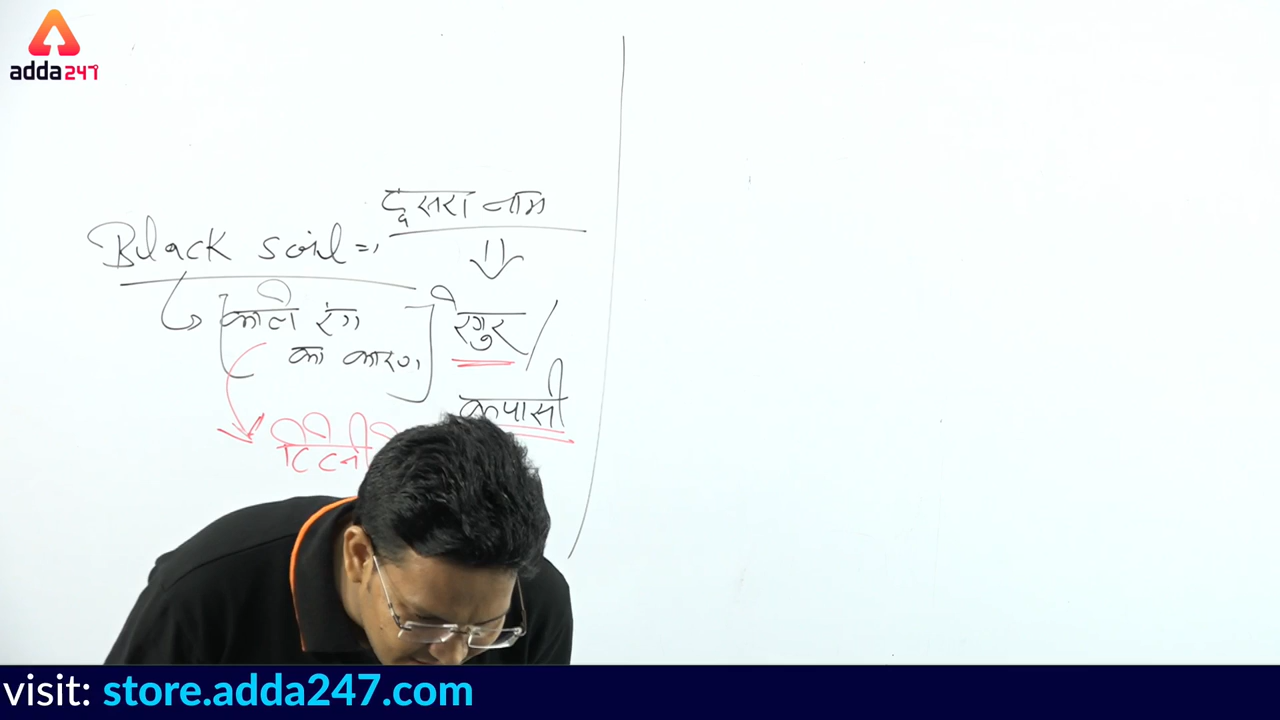 adda247
दूसरा नाम
Black soil =
काले रंग
का कारण
रेगुर /
कपासी
visit: store.adda247.com